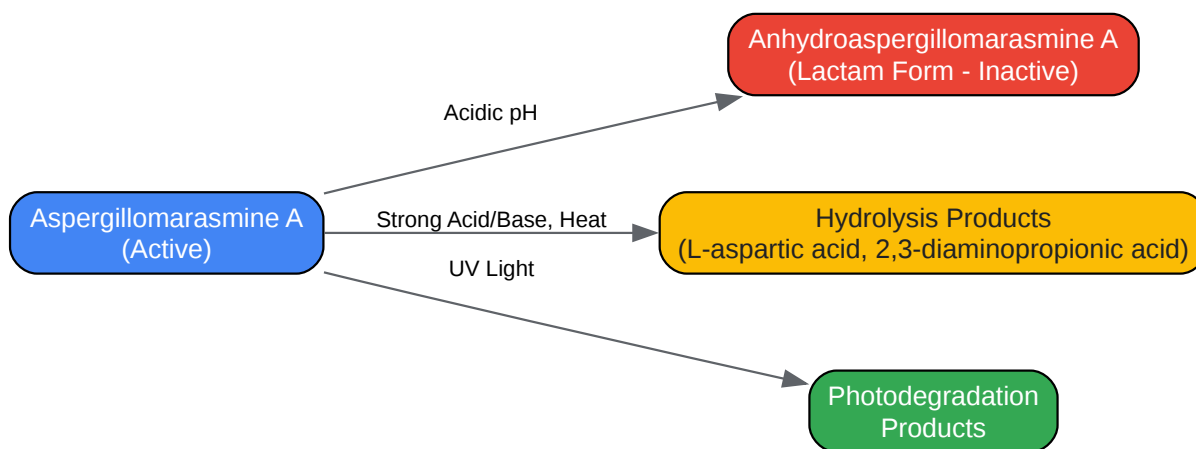 Anhydroaspergillomarasmine A
(Lactam Form - Inactive)
Acidic pH
Aspergillomarasmine A
(Active)
Strong Acid/Base, Heat
Hydrolysis Products
(L-aspartic acid, 2,3-diaminopropionic acid)
UV Light
Photodegradation
Products